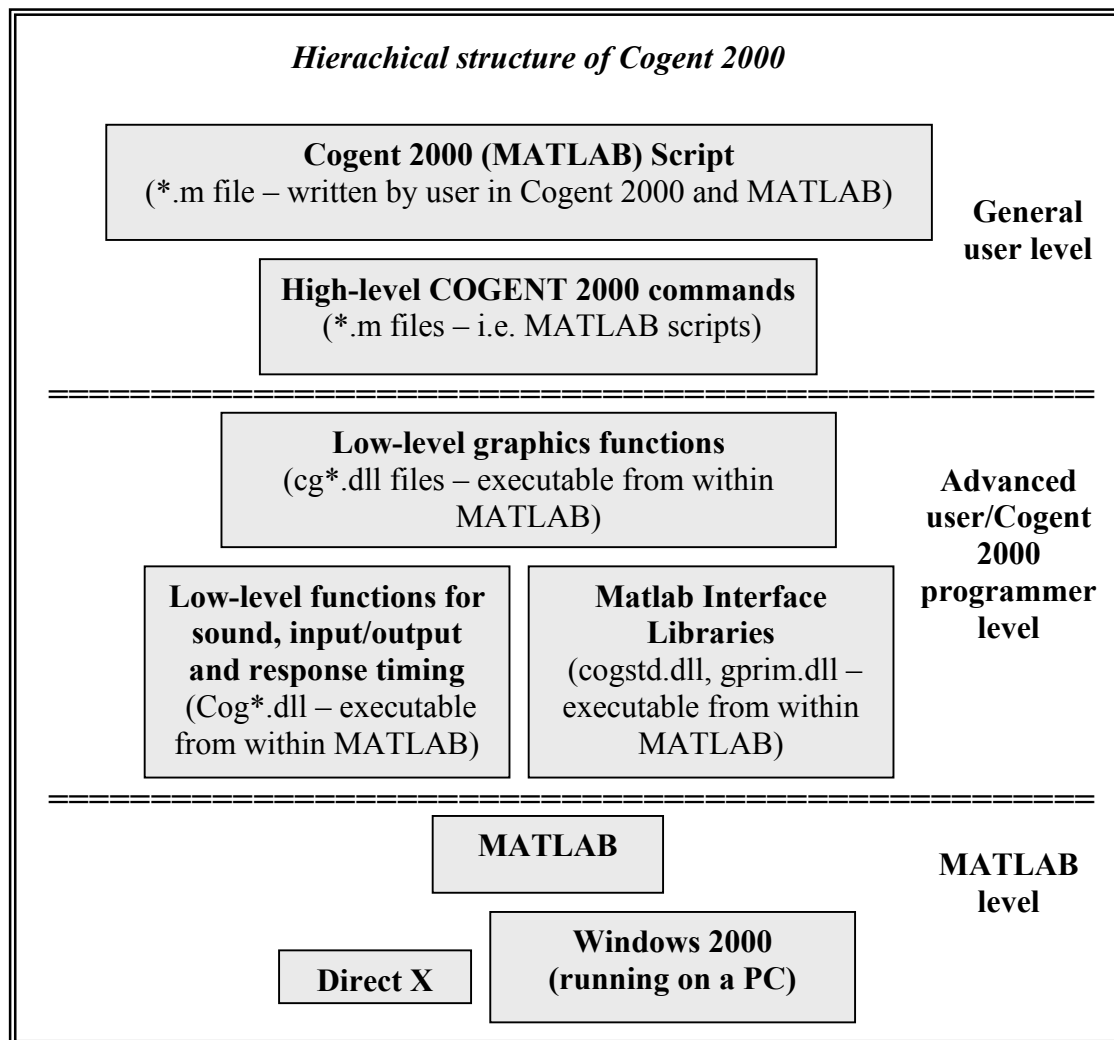 Hierachical structure of Cogent 2000
Cogent 2000 (MATLAB) Script
(*.m file – written by user in Cogent 2000 and MATLAB)
General
user level
High-level COGENT 2000 commands
(*.m files – i.e. MATLAB scripts)
=======================================================
Low-level graphics functions
(cg*.dll files – executable from within
MATLAB)
Advanced
user/Cogent
2000
programmer
level
Low-level functions for
sound, input/output
and response timing
(Cog*.dll – executable
from within MATLAB)
Matlab Interface
Libraries
(cogstd.dll, gprim.dll –
executable from within
MATLAB)
=======================================================
MATLAB
MATLAB
level
Direct X
Windows 2000
(running on a PC)